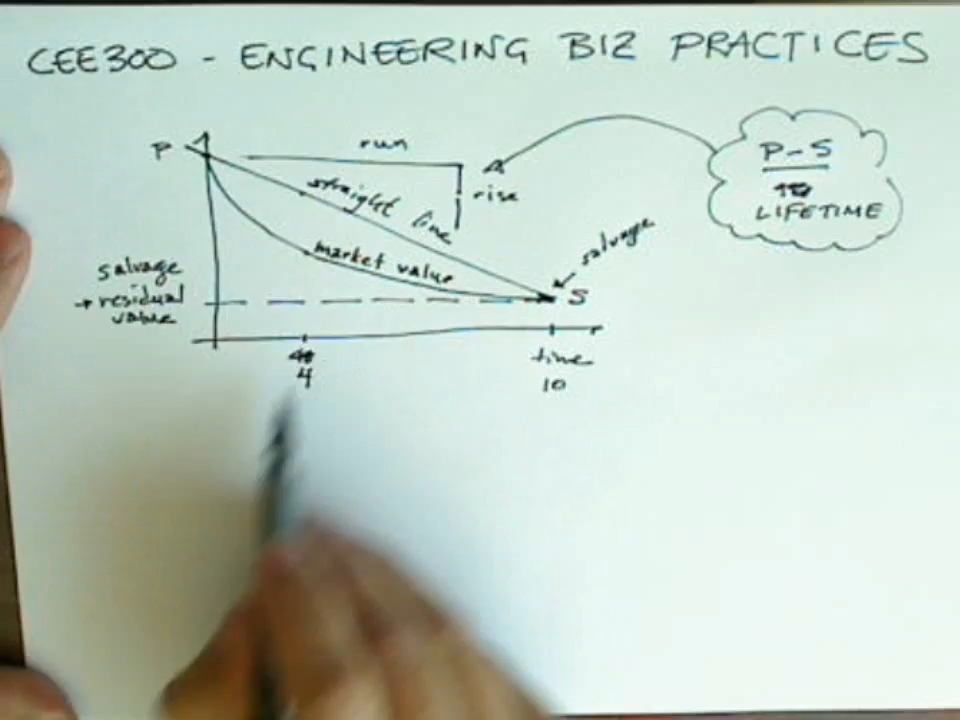 CEE300 - ENGINEERING BIZ PRACTICES
P
run
rise
straight line
market value
salvage
residual
value
salvage
S
4
time
10
P-S
LIFETIME